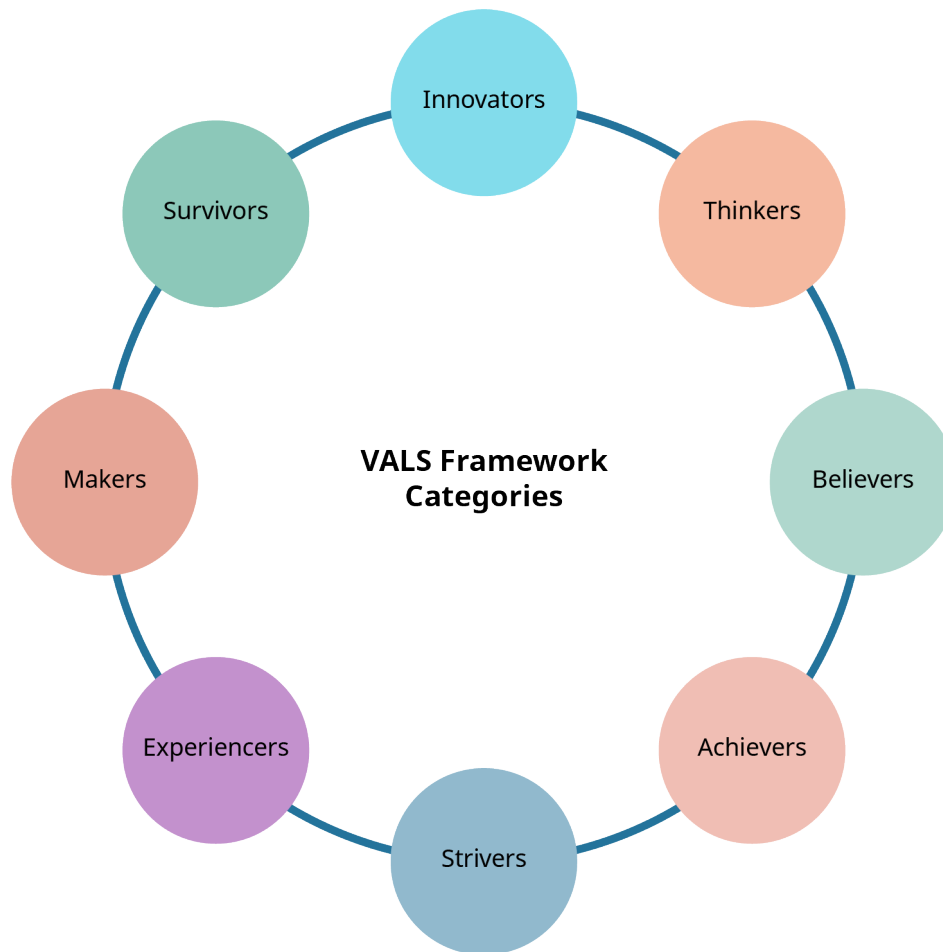 Innovators
Survivors
Thinkers
VALS Framework
Categories
Makers
Believers
Experiencers
Achievers
Strivers